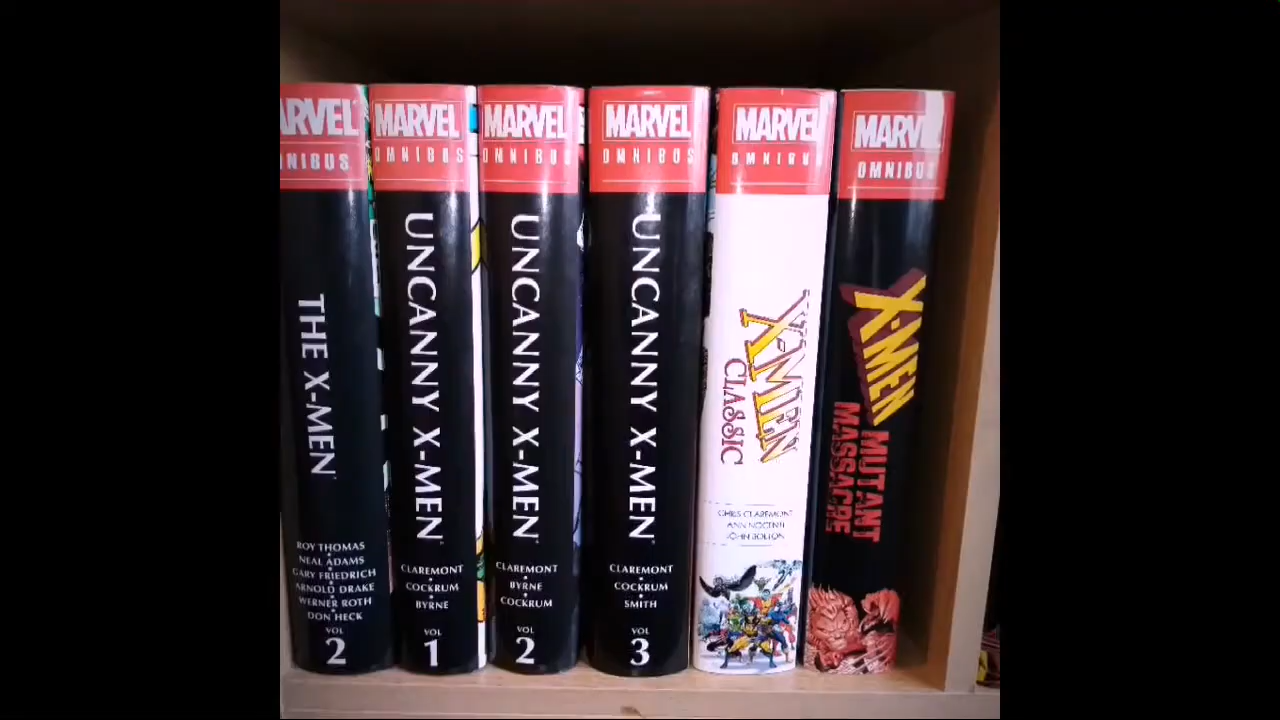 MARVEL
OMNIBUS
THE X-MEN
ROY THOMAS
NEAL ADAMS
GARY FRIEDRICH
ARNOLD DRAKE
WERNER ROTH
DON HECK
VOL
2
MARVEL
OMNIBUS
UNCANNY X-MEN
CLAREMONT
COCKRUM
BYRNE
VOL
1
MARVEL
OMNIBUS
UNCANNY X-MEN
CLAREMONT
BYRNE
COCKRUM
VOL
2
MARVEL
OMNIBUS
UNCANNY X-MEN
CLAREMONT
COCKRUM
SMITH
VOL
3
MARVEL
OMNIBUS
X-MEN
CLASSIC
CHRIS CLAREMONT
ANN NOCENTI
JOHN BOLTON
MARVEL
OMNIBUS
X-MEN
MUTANT
MASSACRE